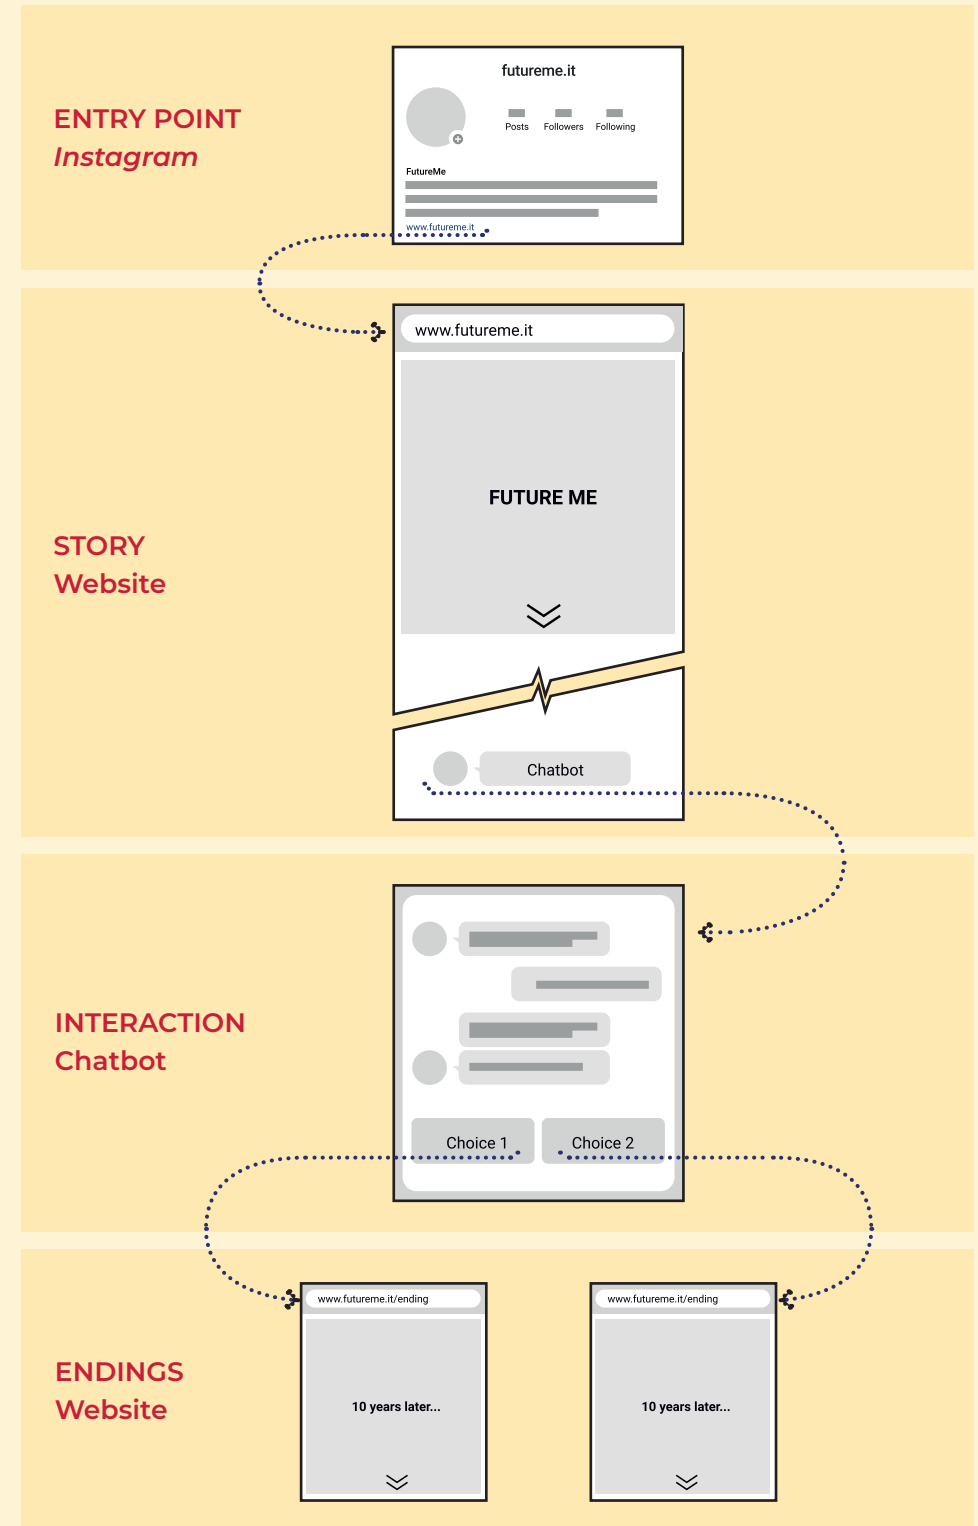 ENTRY POINT
Instagram
futureme.it
Posts Followers Following
FutureMe
www.futureme.it
STORY
Website
www.futureme.it
FUTURE ME
Chatbot
INTERACTION
Chatbot
Choice 1
Choice 2
ENDINGS
Website
www.futureme.it/ending
10 years later...
www.futureme.it/ending
10 years later...